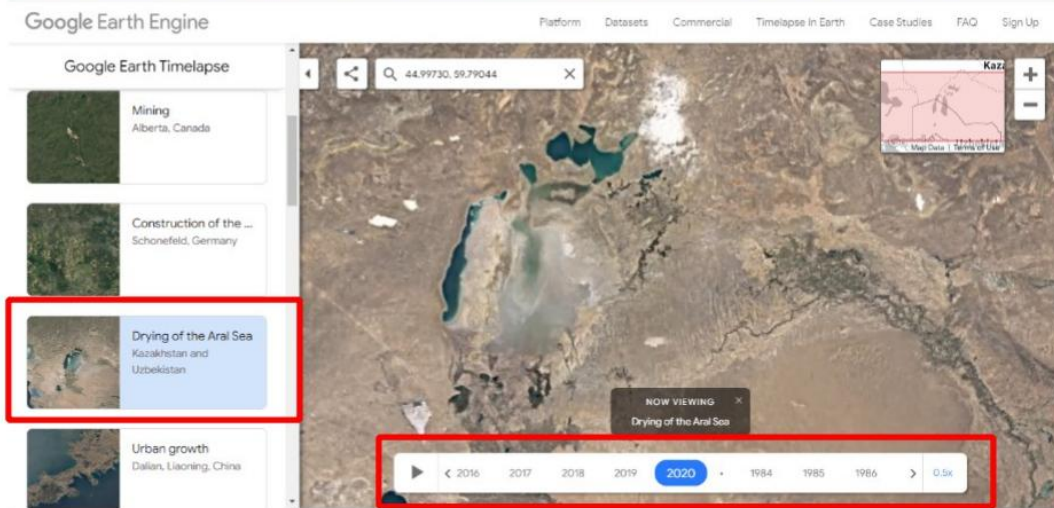 Google Earth Engine
Platform Datasets Commercial Timelapse in Earth Case Studies FAQ Sign Up
Google Earth Timelapse
Mining
Alberta, Canada
Construction of the ...
Schonefeld, Germany
Drying of the Aral Sea
Kazakhstan and
Uzbekistan
Urban growth
Dalian, Liaoning, China
44.99730, 59.79044
Kaza
Map Data Terms of Use
NOW VIEWING
Drying of the Aral Sea
2016 2017 2018 2019 2020 1984 1985 1986 0.5x